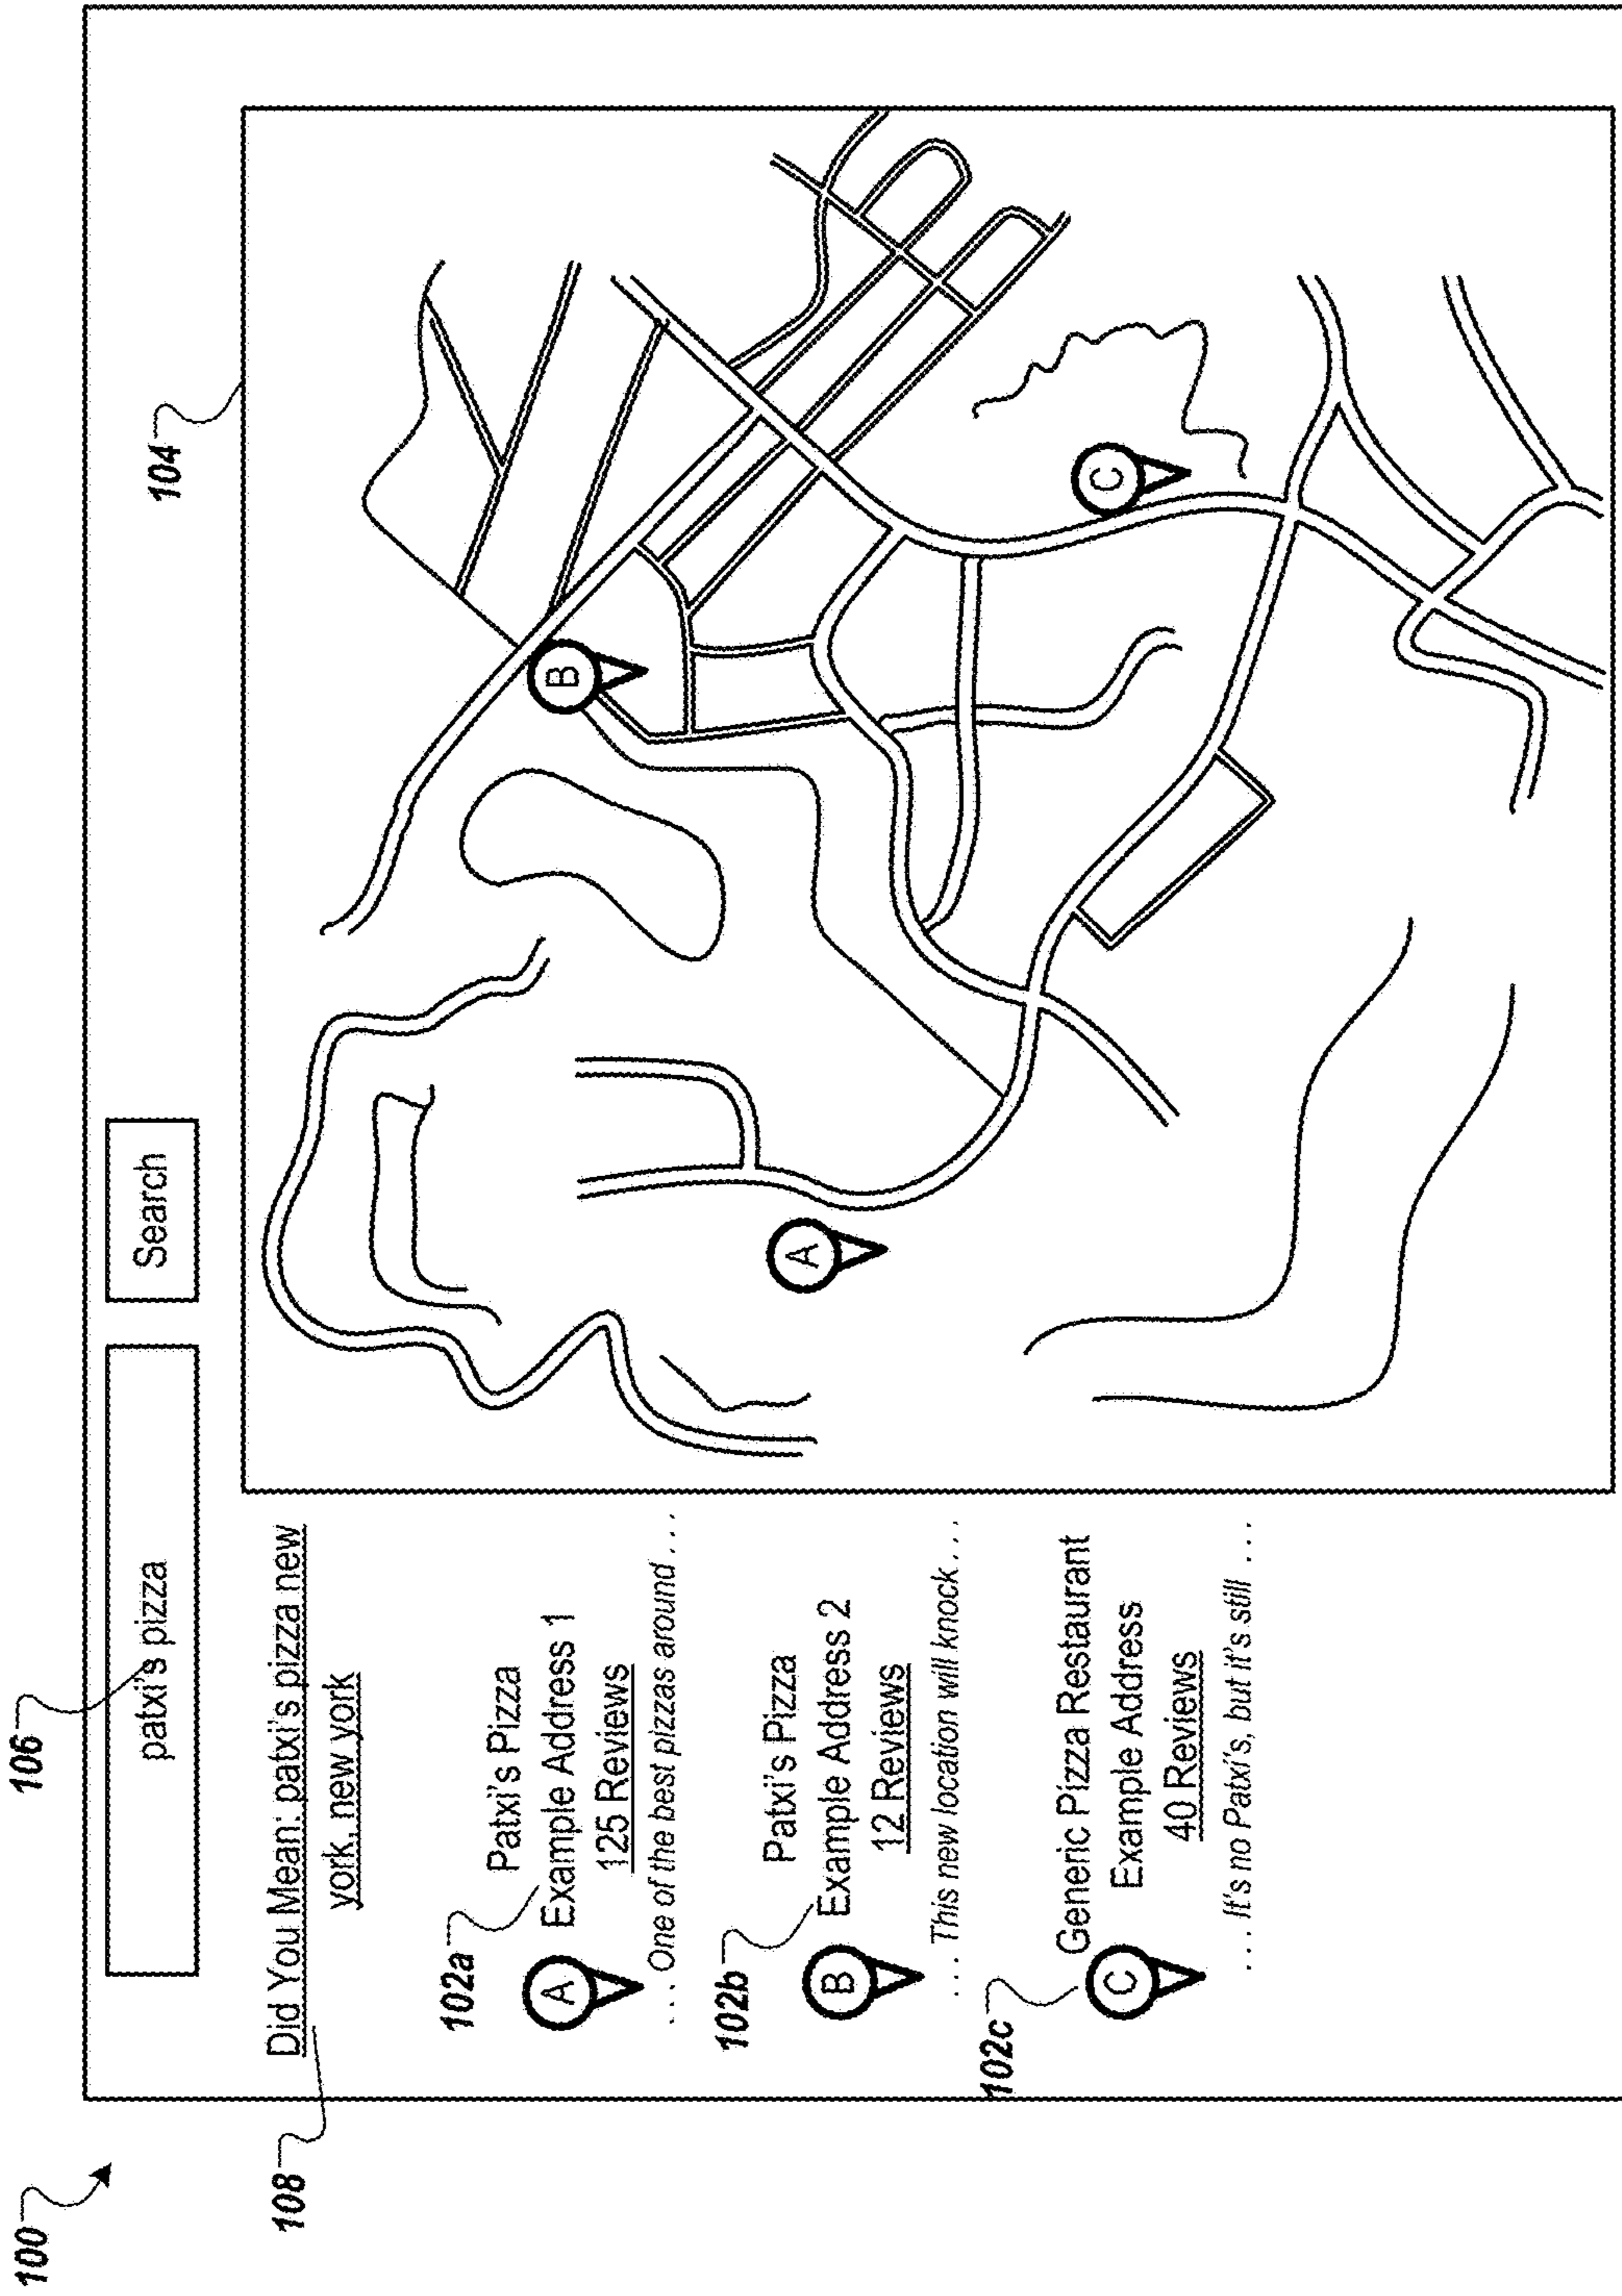 100
106
104
patxi's pizza
Search
108
Did You Mean: patxi's pizza new
york, new york
102a
Patxi's Pizza
A
Example Address 1
125 Reviews
... One of the best pizzas around ...
102b
Patxi's Pizza
B
Example Address 2
12 Reviews
... This new location will knock ...
102c
Generic Pizza Restaurant
C
Example Address
40 Reviews
... It's no Patxi's, but it's still ...
A
B
C